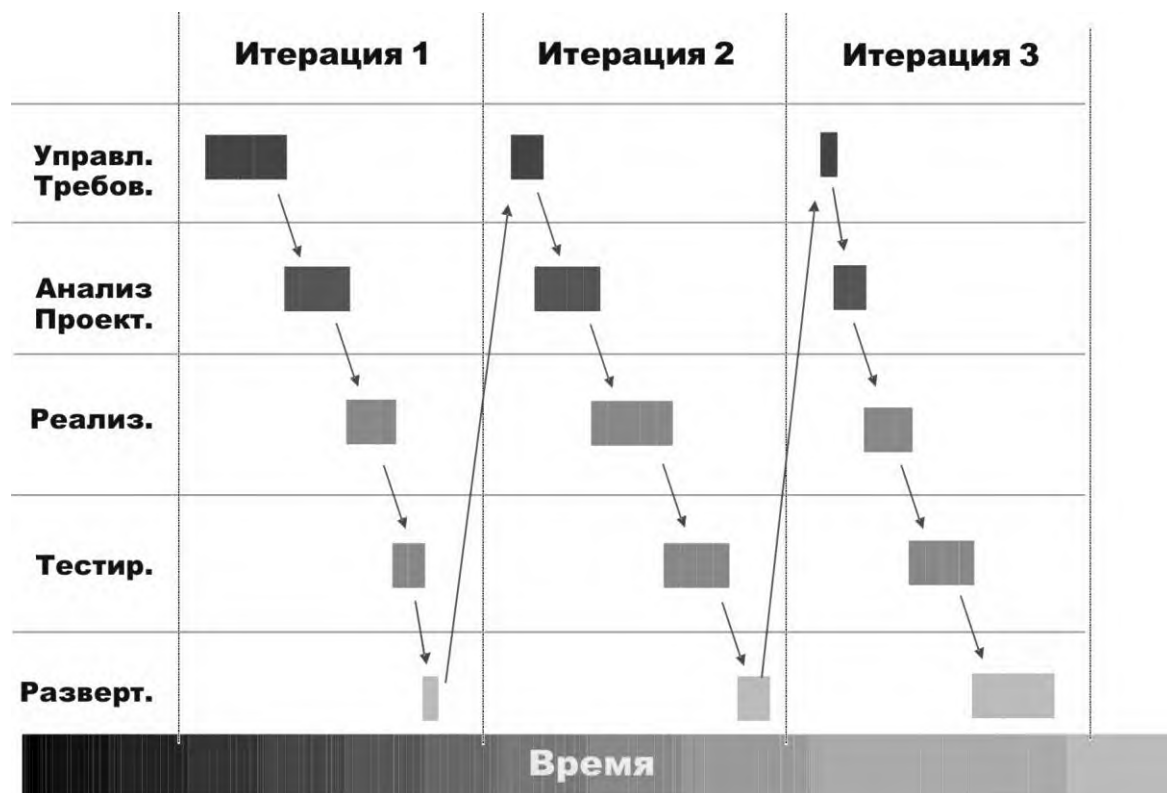 Итерация 1
Итерация 2
Итерация 3
Управл.
Требов.
Анализ
Проект.
Реализ.
Тестир.
Разверт.
Время